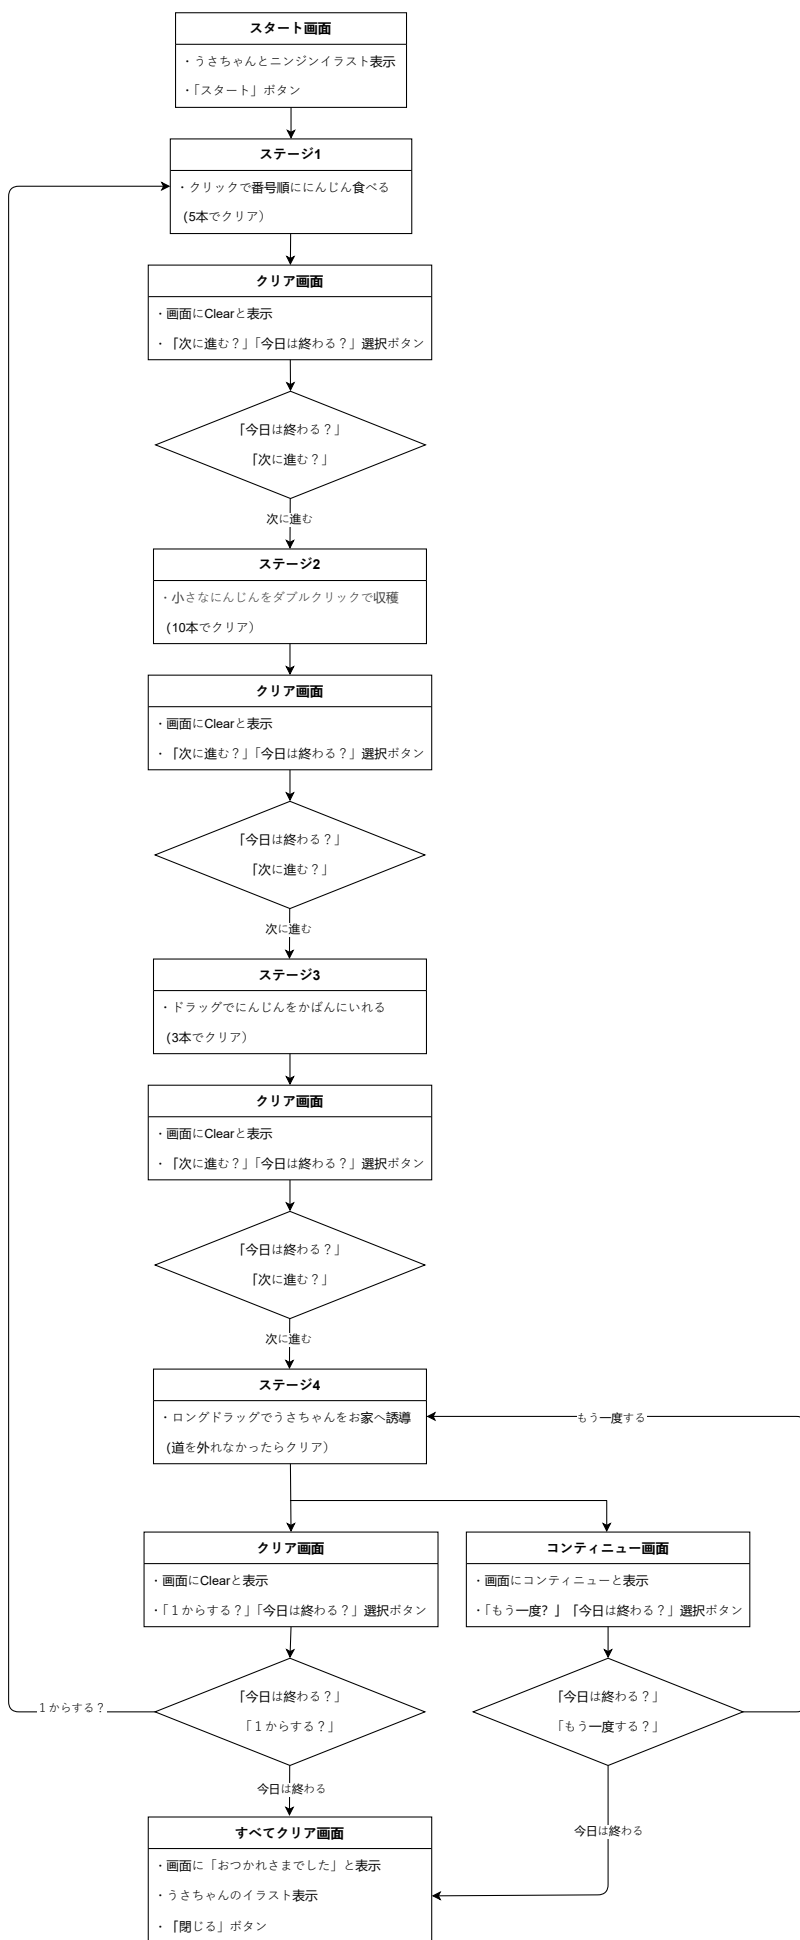 スタート画面
・うさちゃんとニンジンイラスト表示
・「スタート」ボタン
ステージ1
・クリックで番号順ににんじん食べる
（5本でクリア）
クリア画面
・画面にClearと表示
・「次に進む？」「今日は終わる？」選択ボタン
「今日は終わる？」
「次に進む？」
次に進む
ステージ2
・小さなにんじんをダブルクリックで収穫
（10本でクリア）
クリア画面
・画面にClearと表示
・「次に進む？」「今日は終わる？」選択ボタン
「今日は終わる？」
「次に進む？」
次に進む
ステージ3
・ドラッグでにんじんをかばんにいれる
（3本でクリア）
クリア画面
・画面にClearと表示
・「次に進む？」「今日は終わる？」選択ボタン
「今日は終わる？」
「次に進む？」
次に進む
ステージ4
・ロングドラッグでうさちゃんをお家へ誘導
（道を外れなかったらクリア）
もう一度する
クリア画面
・画面にClearと表示
・「１からする？」「今日は終わる？」選択ボタン
コンティニュー画面
・画面にコンティニューと表示
・「もう一度？」「今日は終わる？」選択ボタン
「今日は終わる？」
「１からする？」
１からする？
「今日は終わる？」
「もう一度する？」
今日は終わる
今日は終わる
すべてクリア画面
・画面に「おつかれさまでした」と表示
・うさちゃんのイラスト表示
・「閉じる」ボタン